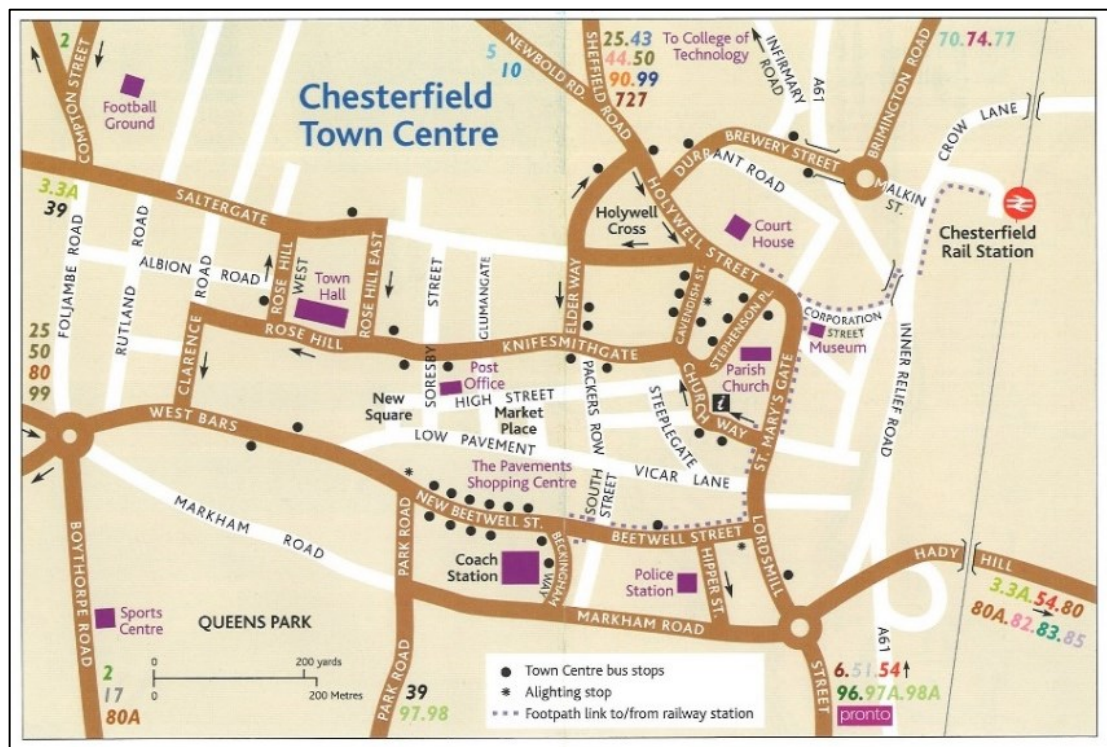 2
COMPTON STREET
Football
Ground
Chesterfield
Town Centre
5
10
NEWBOLD RD.
SHEFFIELD ROAD
25.43
44.50
90.99
727
To College of
Technology
INFIRMARY
ROAD
A61
BRIMINGTON ROAD
70.74.77
CROW LANE
BREWERY STREET
DURRANT ROAD
MALKIN
ST.
Chesterfield
Rail Station
3.3A
39
SALTERGATE
Holywell
Cross
HOLYWELL STREET
Court
House
FOLJAMBE ROAD
RUTLAND ROAD
ALBION ROAD
CLARENCE ROAD
ROSE HILL WEST
Town
Hall
ROSE HILL EAST
SORESBY STREET
GLUMANGATE
ELDER WAY
CAVENDISH ST.
STEPHENSON PL.
CORPORATION
STREET
Museum
INNER RELIEF ROAD
25
50
80
99
ROSE HILL
KNIFESMITHGATE
Parish
Church
Post
Office
New
Square
HIGH STREET
Market
Place
PACKERS ROW
STEEPLEGATE
CHURCH WAY
i
ST. MARY'S GATE
WEST BARS
LOW PAVEMENT
VICAR LANE
The Pavements
Shopping Centre
SOUTH
STREET
MARKHAM ROAD
PARK ROAD
NEW BEETWELL ST.
BEETWELL STREET
Coach
Station
BECKINGHAM
WAY
Police
Station
HIPPER ST.
LORDSMILL
STREET
HADY HILL
BOYTHORPE ROAD
Sports
Centre
QUEENS PARK
MARKHAM ROAD
3.3A.54.80
80A.82.83.85
A61
0 200 yards
0 200 Metres
2
17
80A
PARK ROAD
39
97.98
Town Centre bus stops
Alighting stop
Footpath link to/from railway station
6.51.54
96.97A.98A
pronto